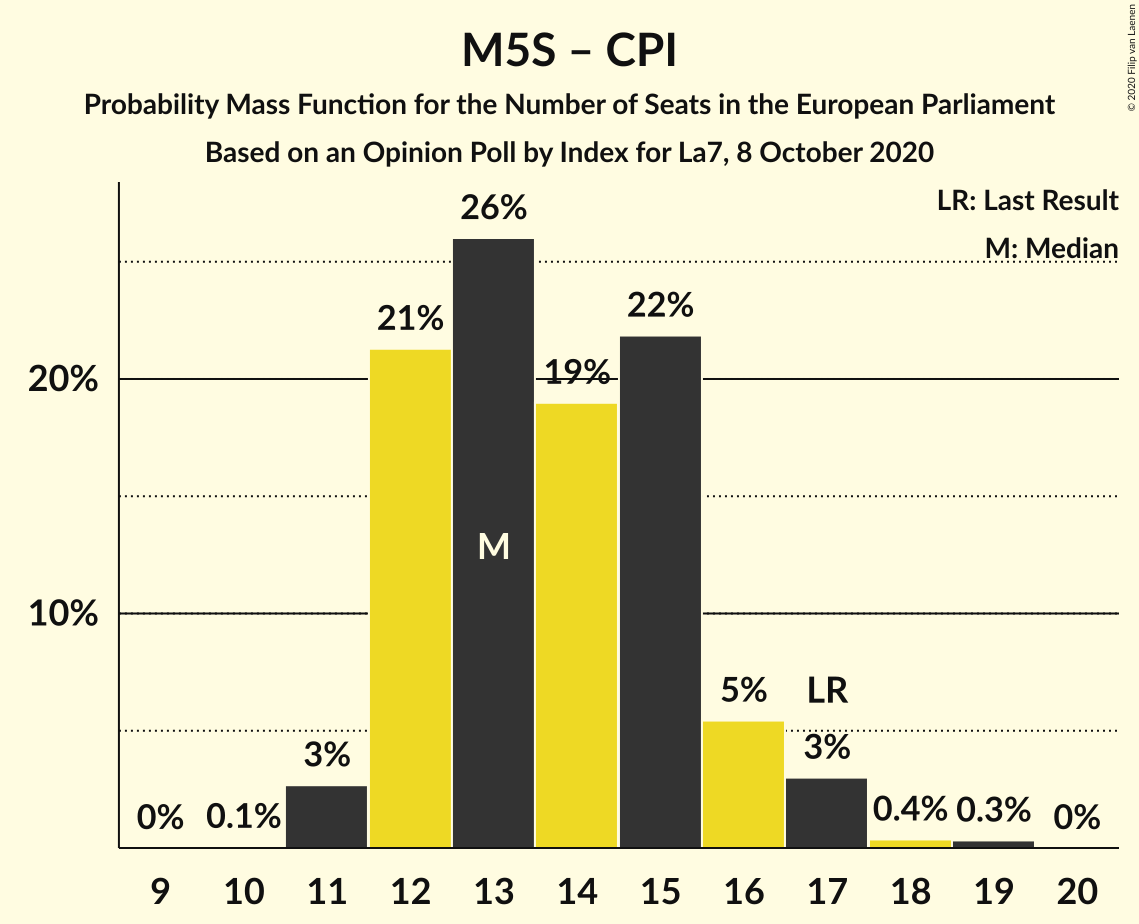 M5S – CPI
Probability Mass Function for the Number of Seats in the European Parliament
Based on an Opinion Poll by Index for La7, 8 October 2020
© 2020 Filip van Laenen
LR: Last Result
M: Median
26%
22%
21%
19%
20%
M
10%
5%
LR
3%
3%
0%
0.1%
0.4%
0.3%
0%
9 10 11 12 13 14 15 16 17 18 19 20